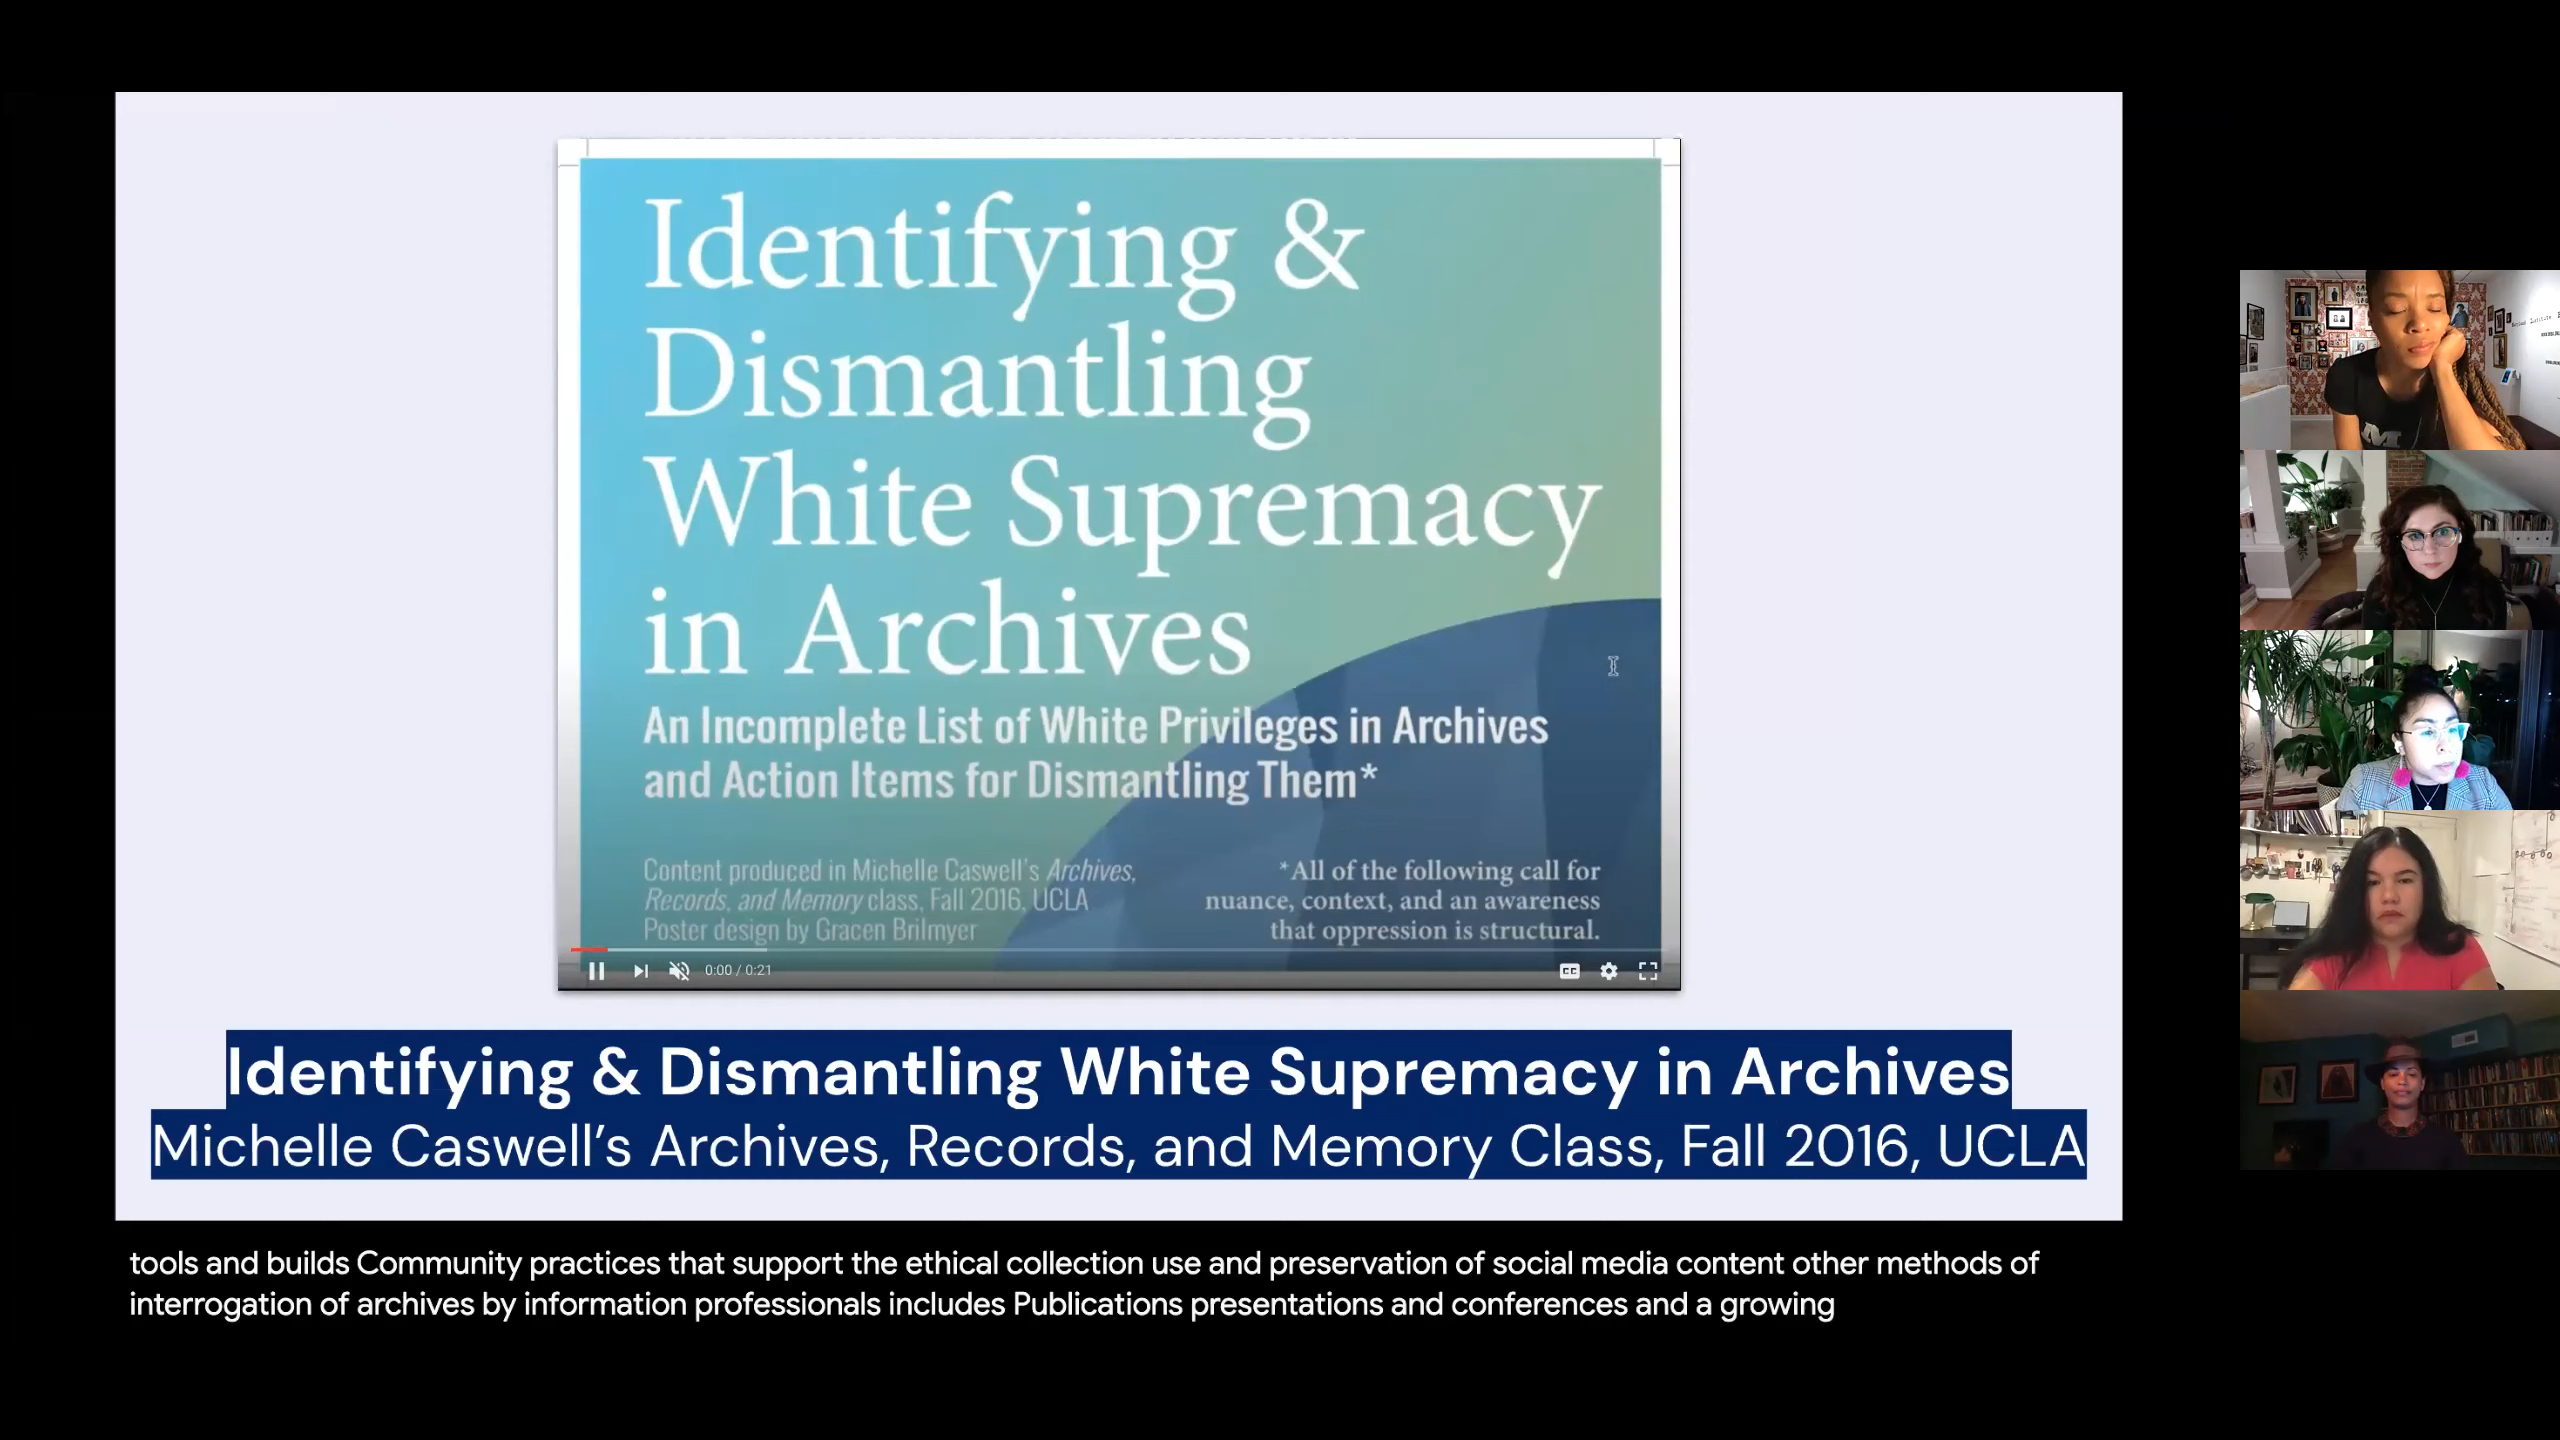 Identifying &
Dismantling
White Supremacy
in Archives
An Incomplete List of White Privileges in Archives
and Action Items for Dismantling Them*
Content produced in Michelle Caswell's Archives,
Records, and Memory class, Fall 2016, UCLA
Poster design by Gracen Brilmyer
*All of the following call for
nuance, context, and an awareness
that oppression is structural.
0:00 / 0:21
CC
Identifying & Dismantling White Supremacy in Archives
Michelle Caswell’s Archives, Records, and Memory Class, Fall 2016, UCLA
tools and builds Community practices that support the ethical collection use and preservation of social media content other methods of
interrogation of archives by information professionals includes Publications presentations and conferences and a growing